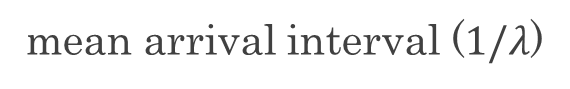 mean arrival interval (1/λ)